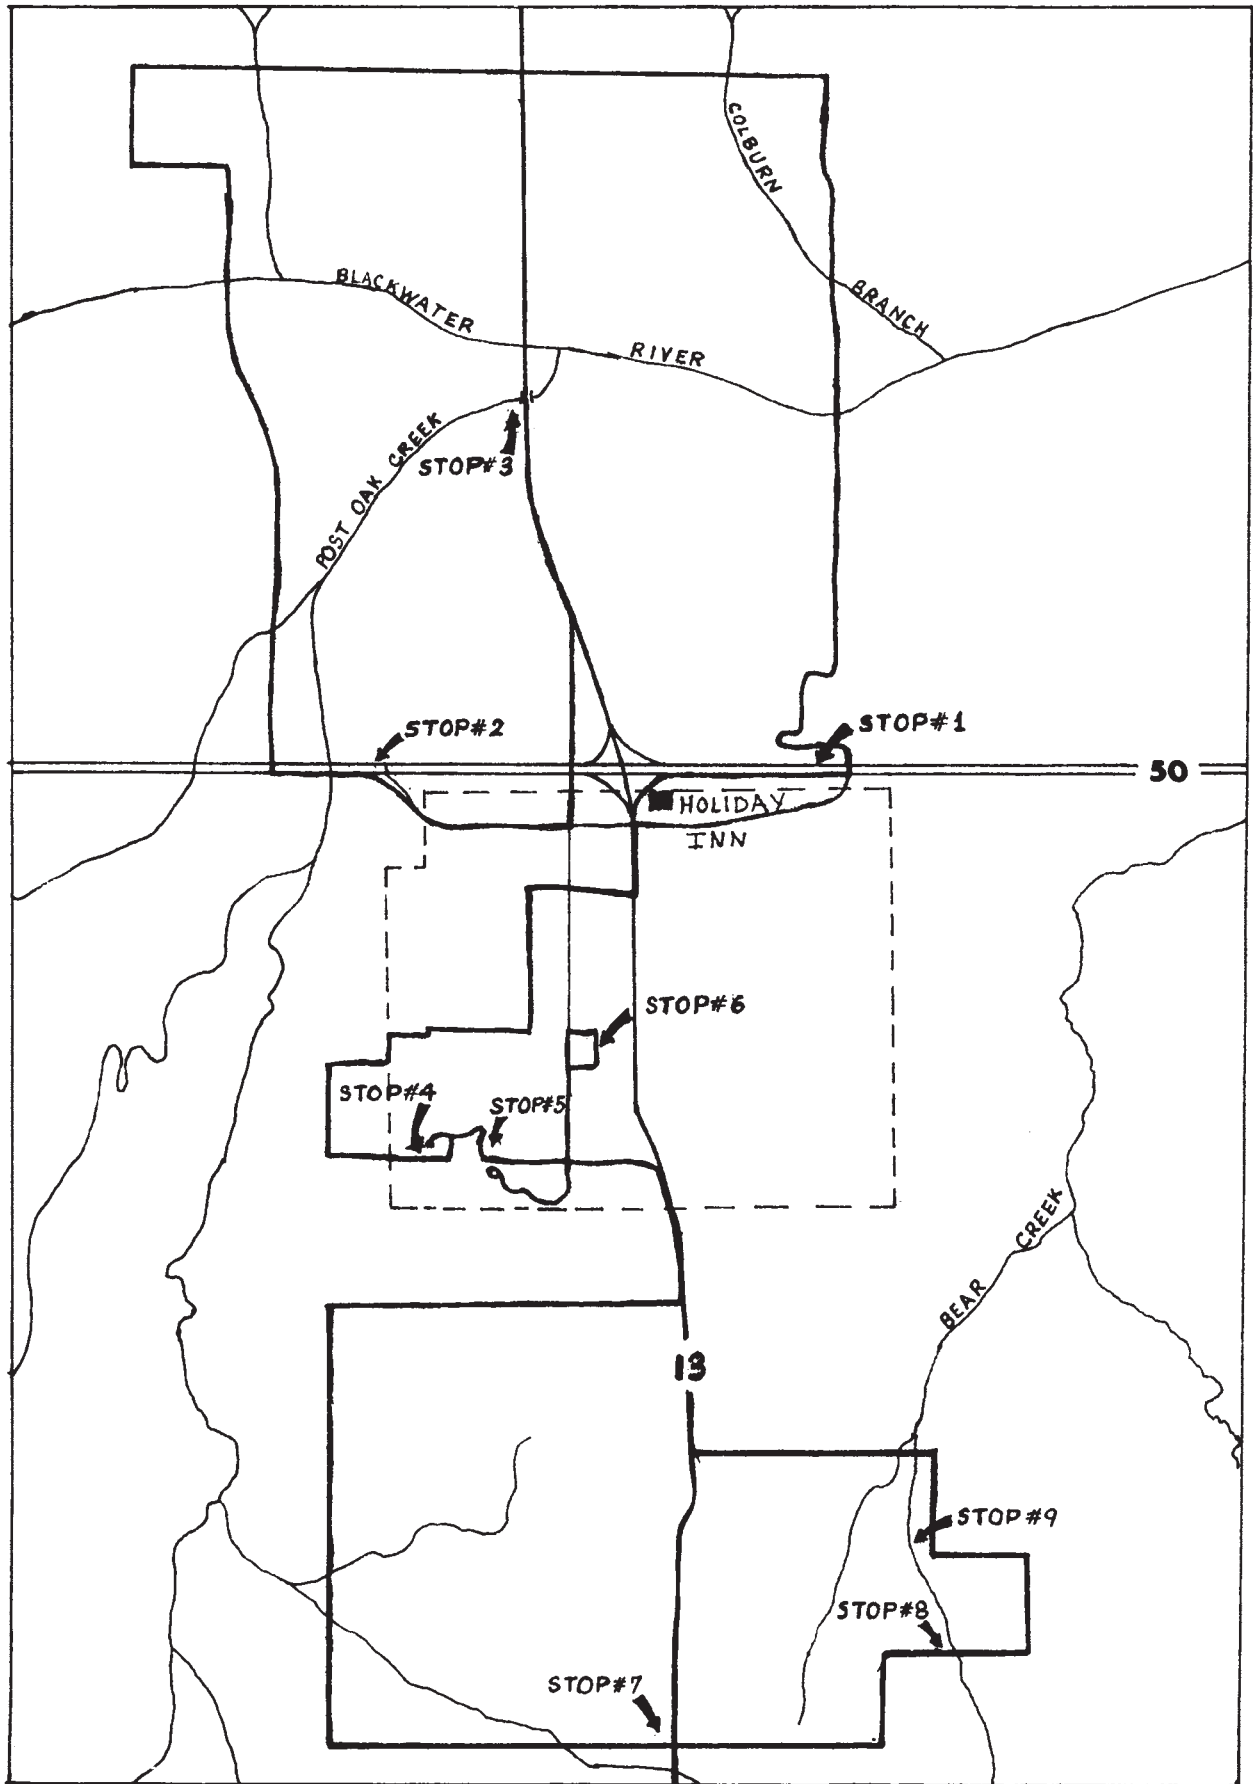 COLBURN
BRANCH
BLACKWATER
RIVER
POST OAK CREEK
STOP#3
STOP#2
STOP#1
50
HOLIDAY
INN
STOP#6
STOP#4
STOP#5
BEAR CREEK
13
STOP#9
STOP#8
STOP#7